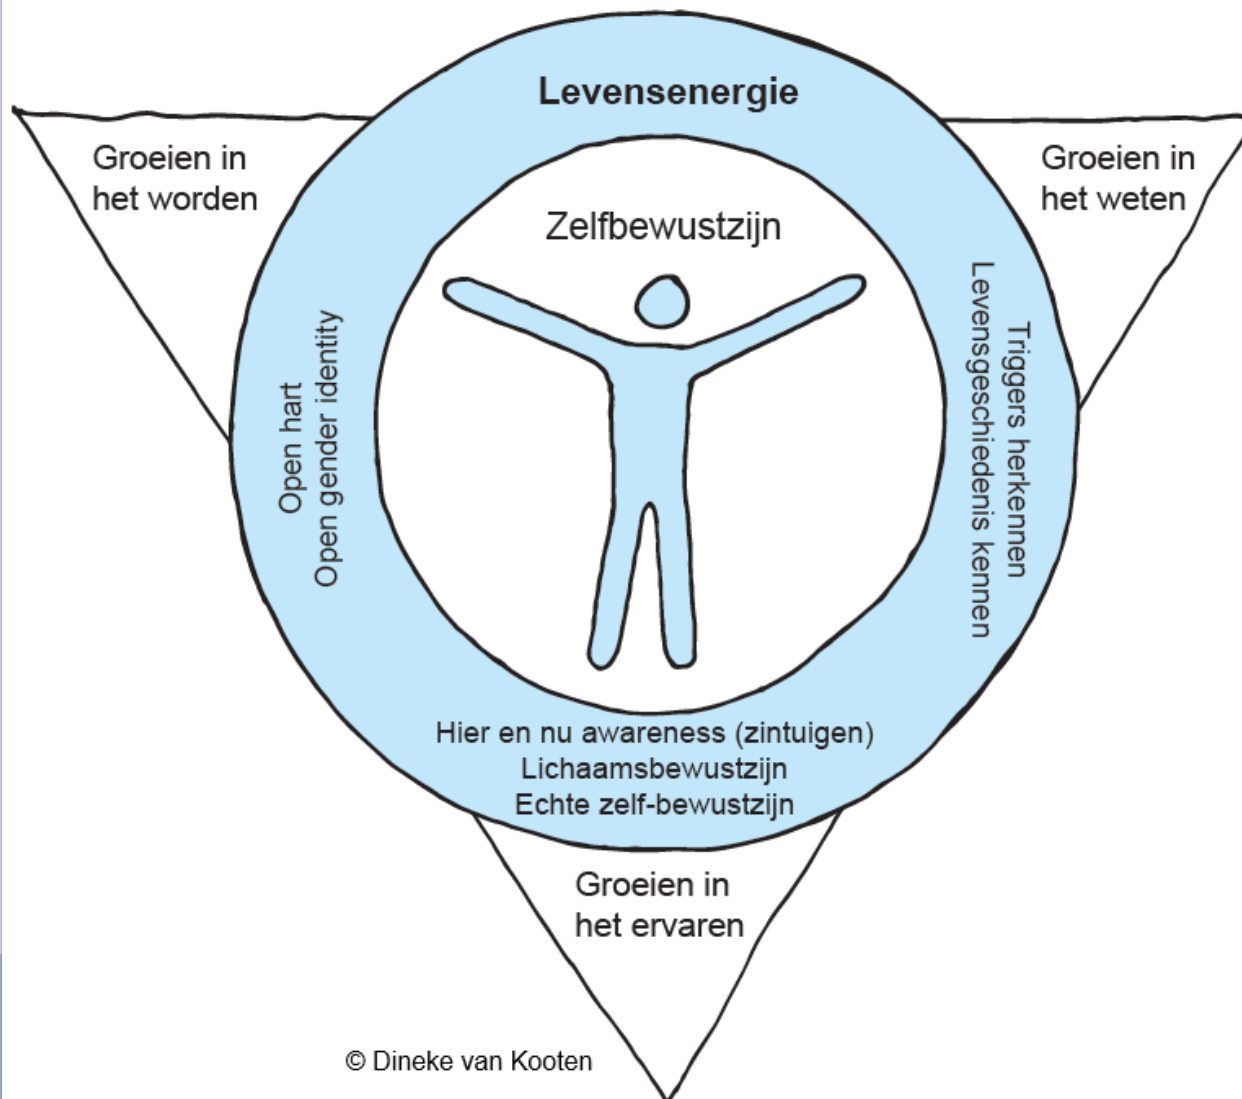 Levensenergie
Groeien in
het worden
Groeien in
het weten
Zelfbewustzijn
Open hart
Open gender identity
Triggers herkennen
Levensgeschiedenis kennen
Hier en nu awareness (zintuigen)
Lichaamsbewustzijn
Echte zelf-bewustzijn
Groeien in
het ervaren
© Dineke van Kooten